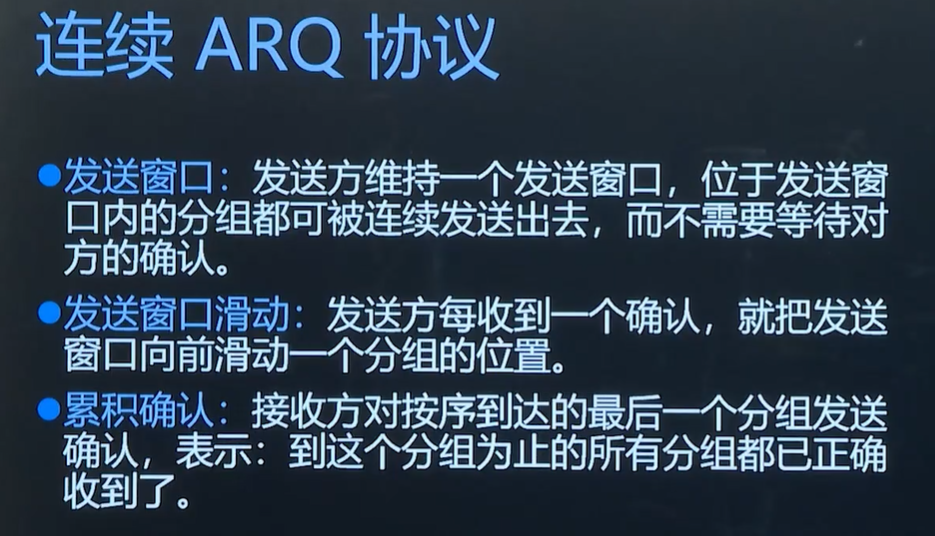 连续 ARQ 协议
●发送窗口：发送方维持一个发送窗口，位于发送窗
口内的分组都可被连续发送出去，而不需要等待对
方的确认。
●发送窗口滑动：发送方每收到一个确认，就把发送
窗口向前滑动一个分组的位置。
●累积确认：接收方对按序到达的最后一个分组发送
确认，表示：到这个分组为止的所有分组都已正确
收到了。